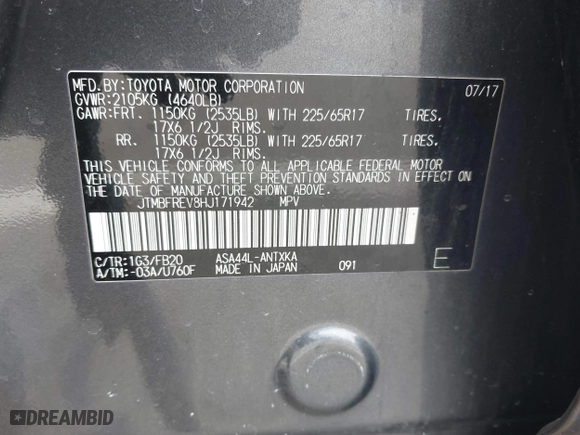 MFD.BY:TOYOTA MOTOR CORPORATION 07/17
GVWR:2105KG (4640LB)
GAWR:FRT. 1150KG (2535LB) WITH 225/65R17 TIRES.
17X6 1/2J RIMS.
RR. 1150KG (2535LB) WITH 225/65R17 TIRES.
17X6 1/2J RIMS.
THIS VEHICLE CONFORMS TO ALL APPLICABLE FEDERAL MOTOR
VEHICLE SAFETY AND THEFT PREVENTION STANDARDS IN EFFECT
ON THE DATE OF MANUFACTURE SHOWN ABOVE.
JTMBFREV8HJ171942 MPV
C/TR:1G3/FB20 ASA44L-ANTXKA
A/TM:-03A/U760F MADE IN JAPAN 091 E
DREAMBID